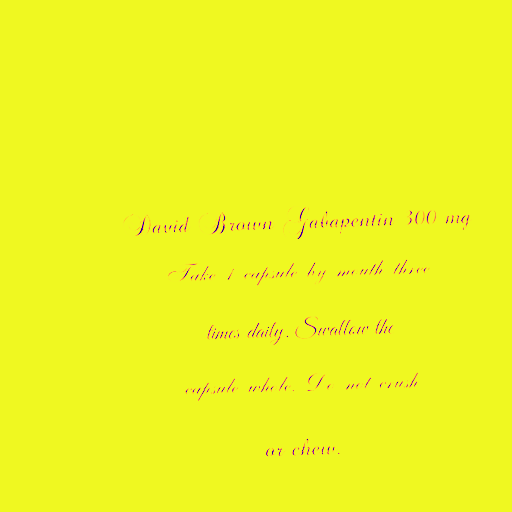 David Brown Gabapentin 300 mg
Take 1 capsule by mouth three
times daily. Swallow the
capsule whole. Do not crush
or chew.